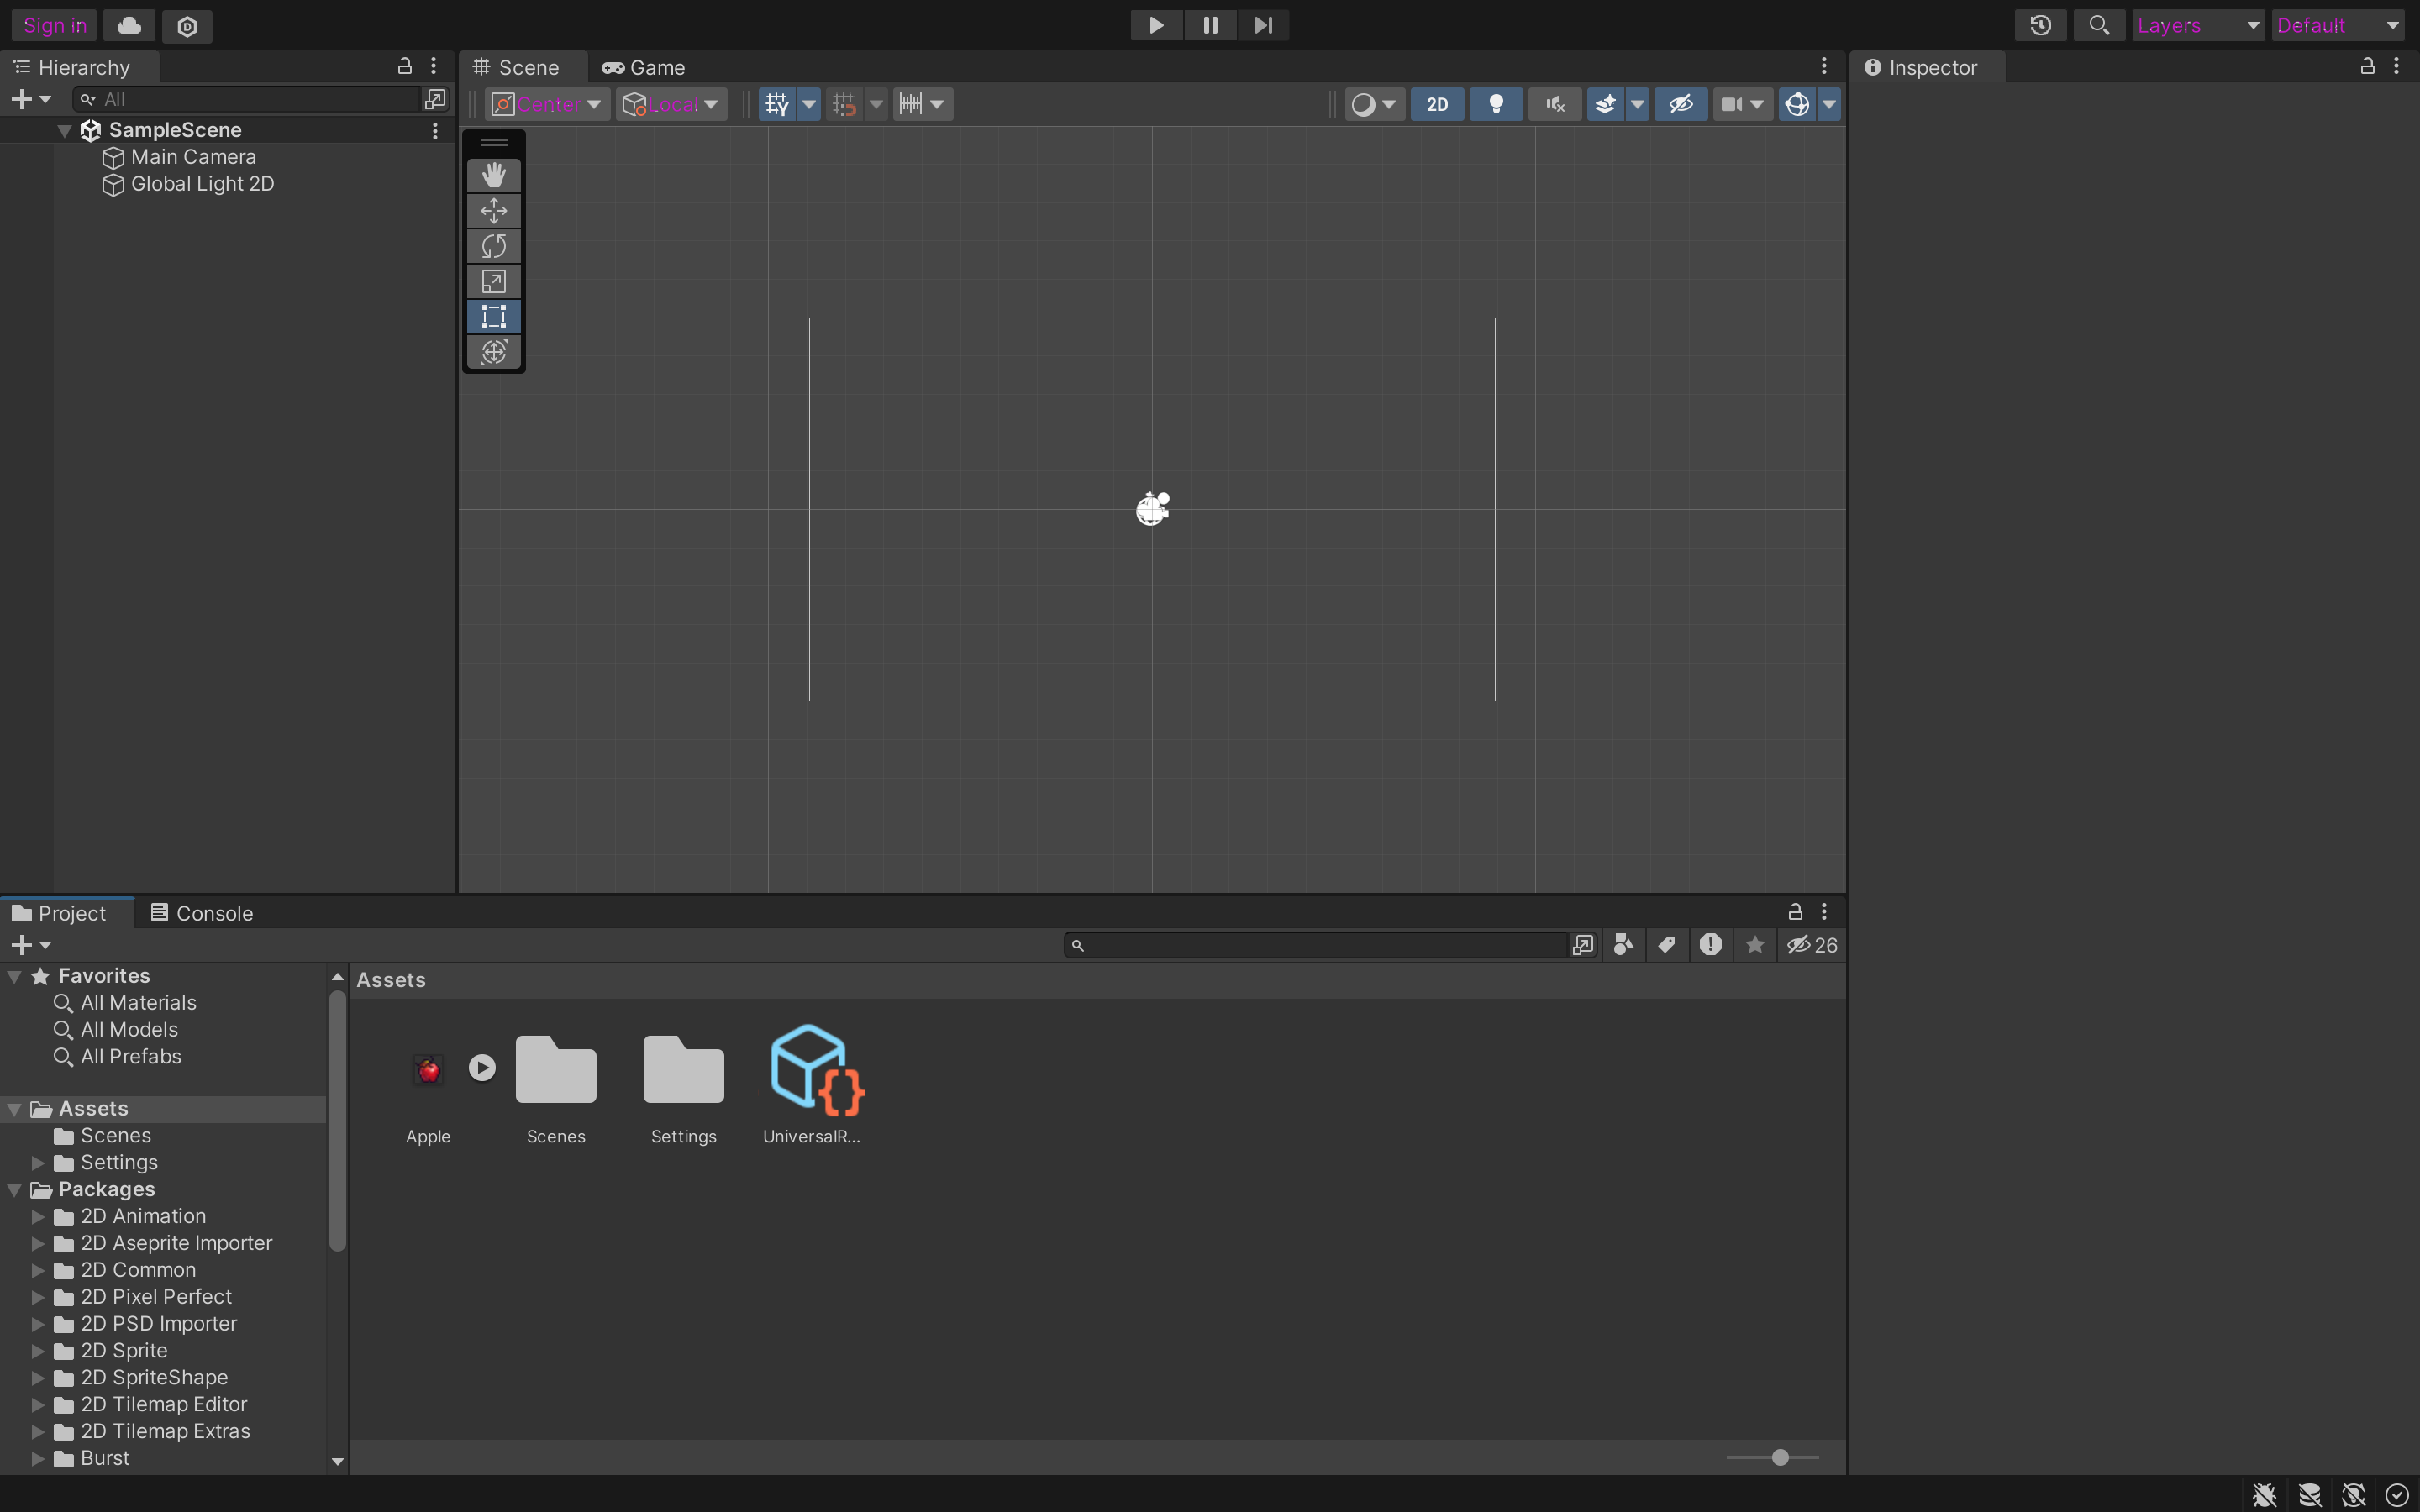 Sign in
Layers
Default
Hierarchy
Scene
Game
Inspector
All
Center
Local
2D
SampleScene
Main Camera
Global Light 2D
Project
Console
26
Favorites
All Materials
All Models
All Prefabs
Assets
Scenes
Settings
Packages
2D Animation
2D Aseprite Importer
2D Common
2D Pixel Perfect
2D PSD Importer
2D Sprite
2D SpriteShape
2D Tilemap Editor
2D Tilemap Extras
Burst
Assets
Apple
Scenes
Settings
UniversalR...